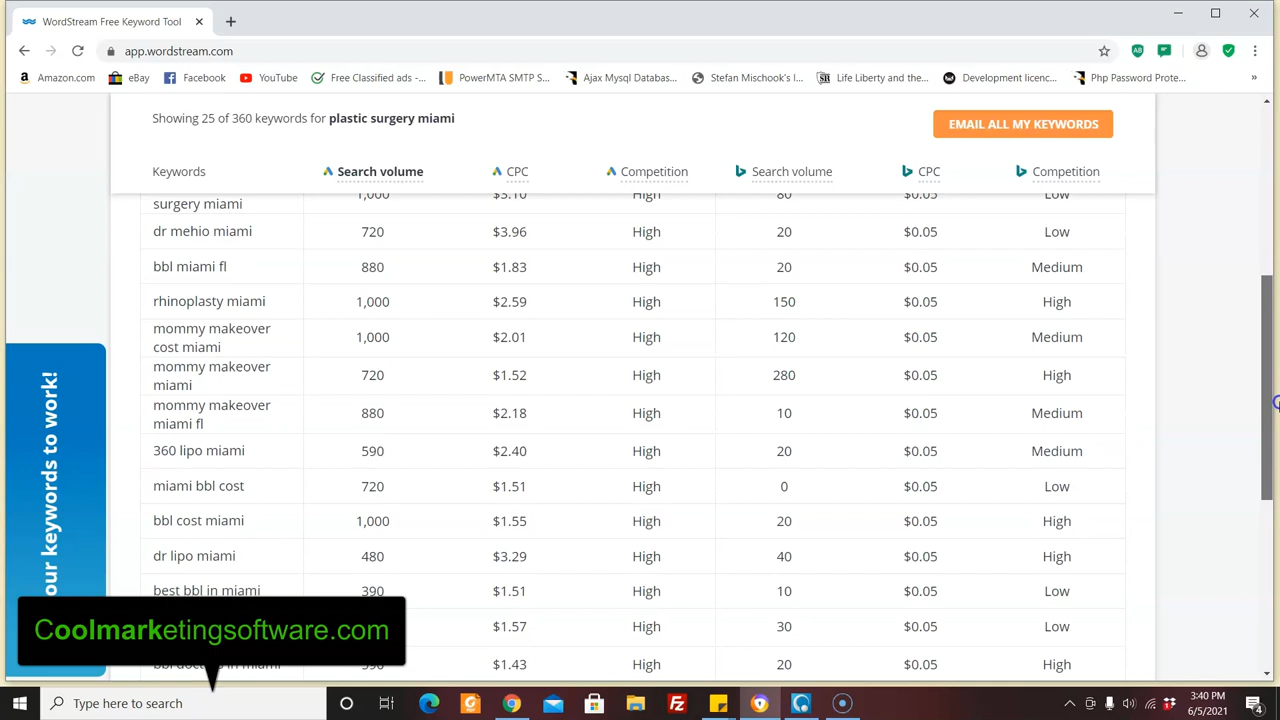 WordStream Free Keyword Tool
app.wordstream.com
Amazon.com eBay Facebook YouTube Free Classified ads -... PowerMTA SMTP S... Ajax Mysql Databas... Stefan Mischook's I... Life Liberty and the... Development licenc... Php Password Prote... »
Showing 25 of 360 keywords for plastic surgery miami
EMAIL ALL MY KEYWORDS
Keywords Search volume CPC Competition Search volume CPC Competition
surgery miami 1,000 $3.10 High 80 $0.05 Low
dr mehio miami 720 $3.96 High 20 $0.05 Low
bbl miami fl 880 $1.83 High 20 $0.05 Medium
rhinoplasty miami 1,000 $2.59 High 150 $0.05 High
mommy makeover
cost miami 1,000 $2.01 High 120 $0.05 Medium
mommy makeover
miami 720 $1.52 High 280 $0.05 High
mommy makeover
miami fl 880 $2.18 High 10 $0.05 Medium
360 lipo miami 590 $2.40 High 20 $0.05 Medium
miami bbl cost 720 $1.51 High 0 $0.05 Low
bbl cost miami 1,000 $1.55 High 20 $0.05 High
dr lipo miami 480 $3.29 High 40 $0.05 High
best bbl in miami 390 $1.51 High 10 $0.05 Low
$1.57 High 30 $0.05 Low
$1.43 High 20 $0.05 High
our keywords to work!
Coolmarketingsoftware.com
Type here to search
3:40 PM
6/5/2021
4